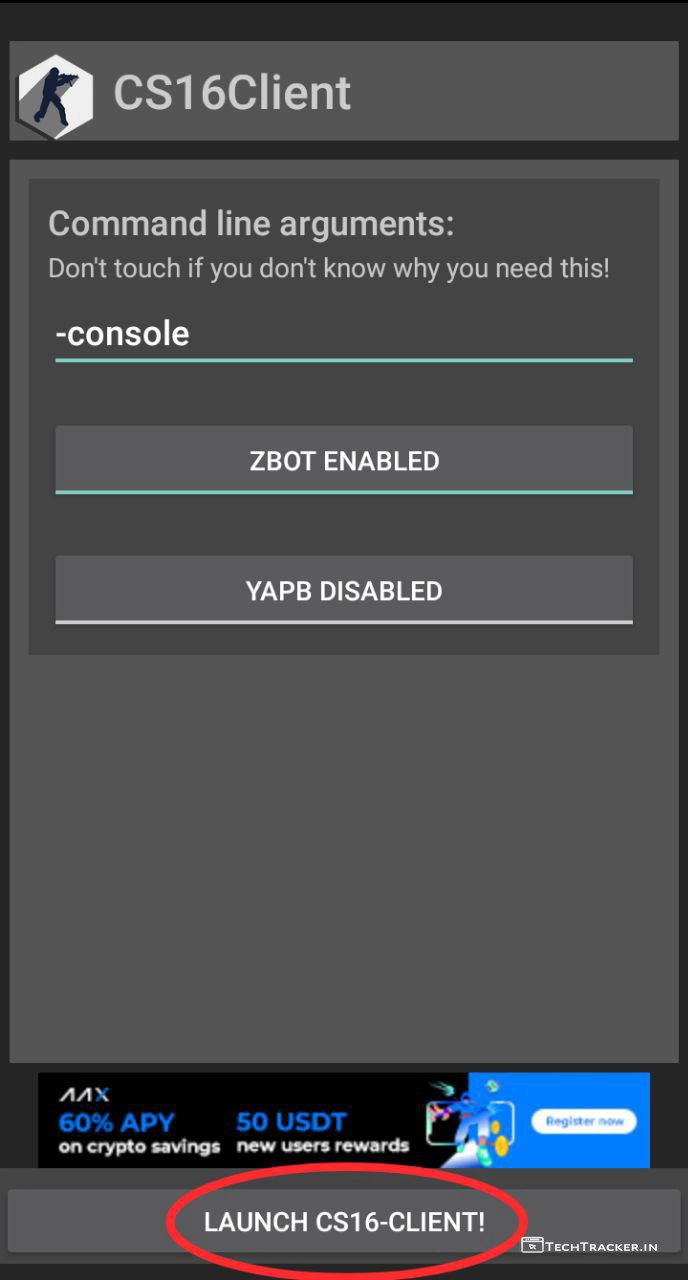 CS16Client
Command line arguments:
Don't touch if you don't know why you need this!
-console
ZBOT ENABLED
YAPB DISABLED
AAX
60% APY
on crypto savings
50 USDT
new users rewards
Register now
LAUNCH CS16-CLIENT!
TECHTRACKER.IN